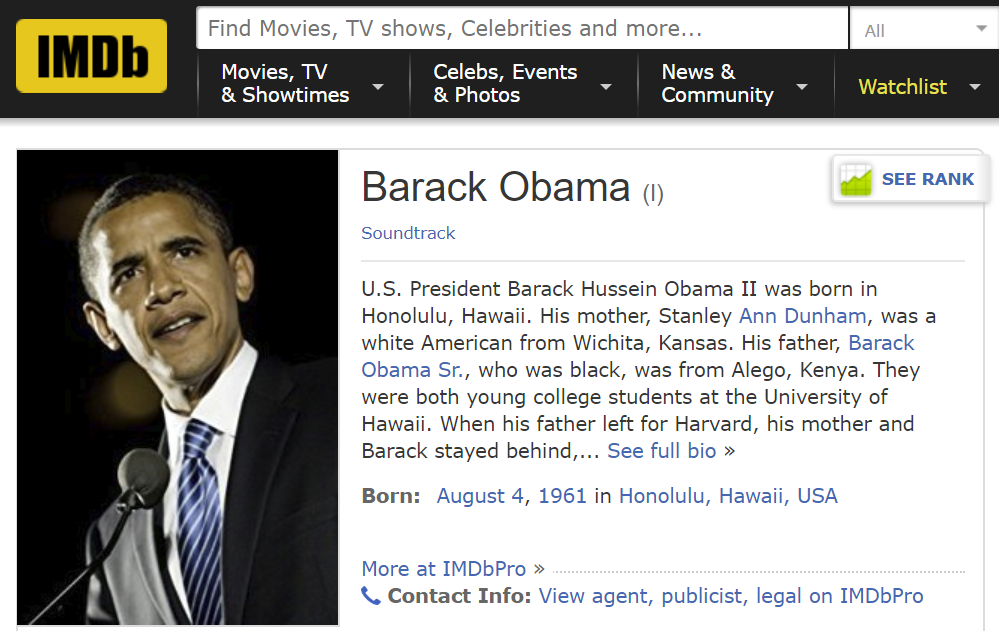 IMDb
Find Movies, TV shows, Celebrities and more...
All
Movies, TV
& Showtimes
Celebs, Events
& Photos
News &
Community
Watchlist
Barack Obama (I)
SEE RANK
Soundtrack
U.S. President Barack Hussein Obama II was born in
Honolulu, Hawaii. His mother, Stanley Ann Dunham, was a
white American from Wichita, Kansas. His father, Barack
Obama Sr., who was black, was from Alego, Kenya. They
were both young college students at the University of
Hawaii. When his father left for Harvard, his mother and
Barack stayed behind,... See full bio »
Born: August 4, 1961 in Honolulu, Hawaii, USA
More at IMDbPro »
Contact Info: View agent, publicist, legal on IMDbPro